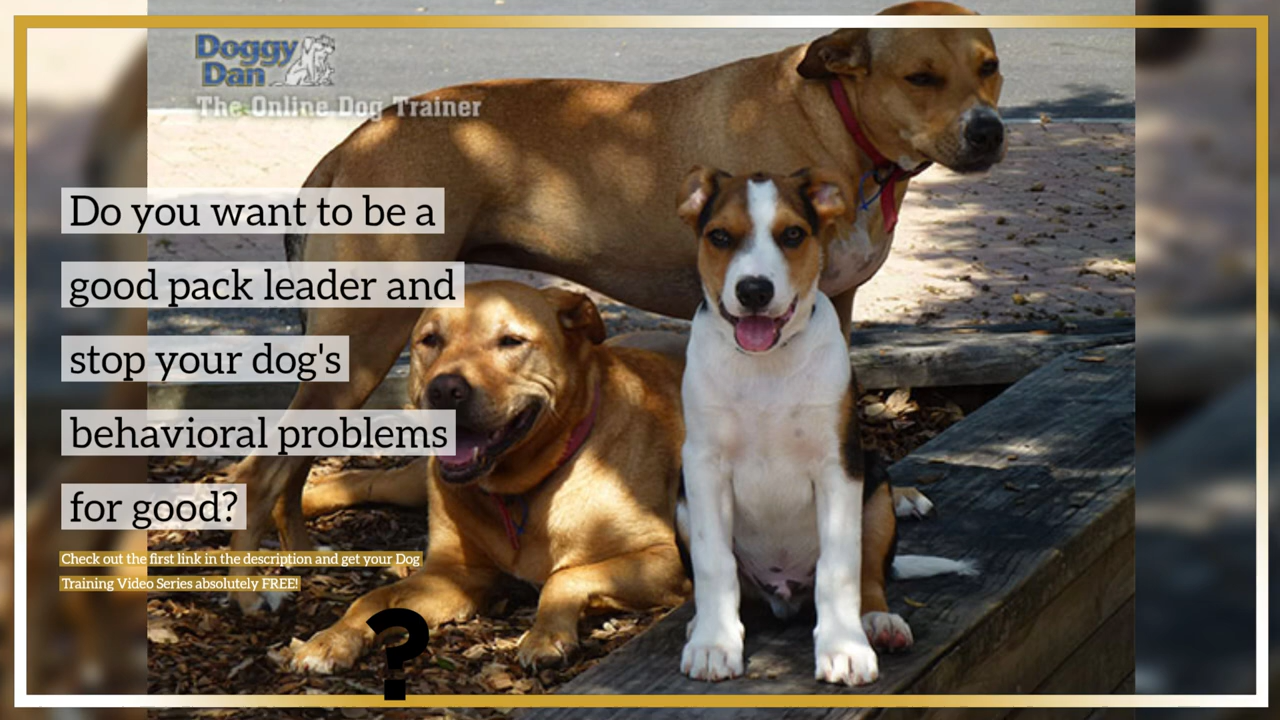 Doggy
Dan
The Online Dog Trainer
Do you want to be a
good pack leader and
stop your dog's
behavioral problems
for good?
Check out the first link in the description and get your Dog
Training Video Series absolutely FREE!
?